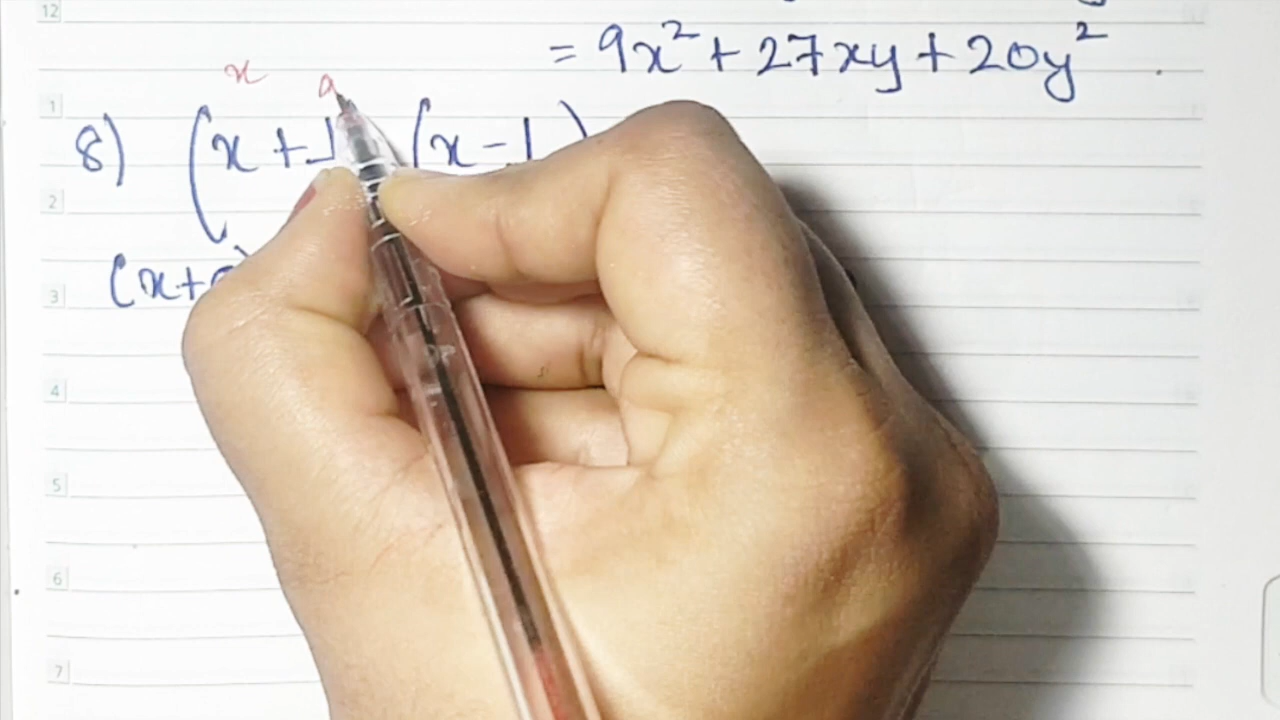 12
= 9x² + 27xy + 20y²
x a
1
8) (x + 1 (x - 1)
2
(x+a)
3
4
5
6
7